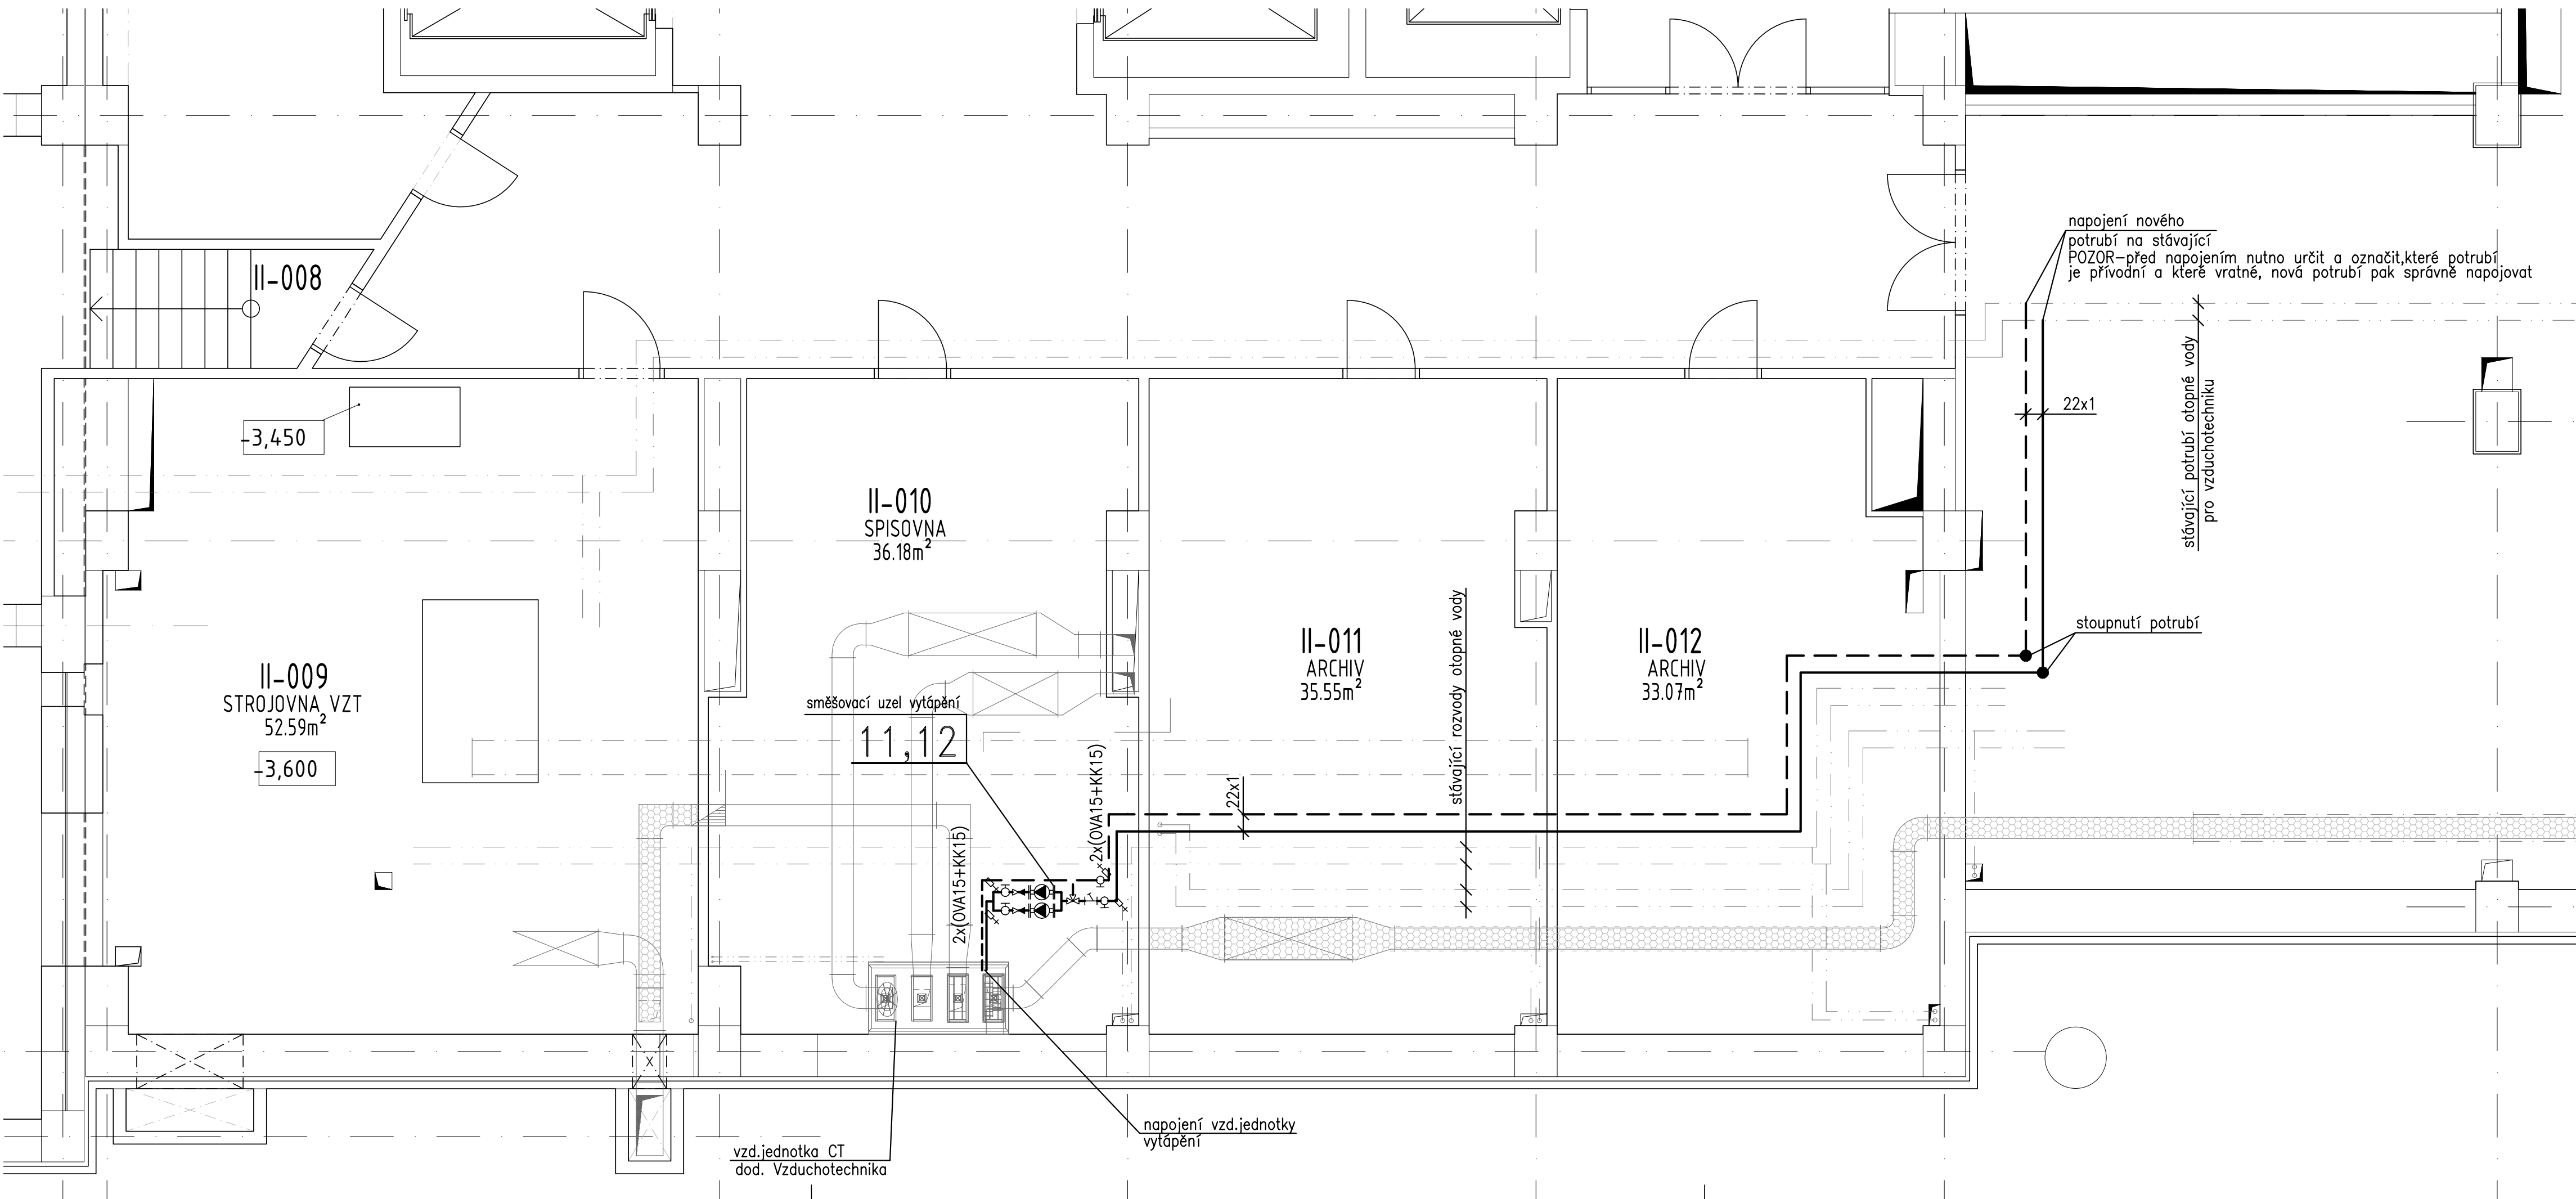 napojení nového
potrubí na stávající
POZOR–před napojením nutno určit a označit,které potrubí
je přívodní a které vratné, nová potrubí pak správně napojovat
II-008
stávající potrubí otopné vody
pro vzduchotechniku
22x1
-3,450
II-010
SPISOVNA
36.18m²
stoupnutí potrubí
II-011
ARCHIV
35.55m²
stávající rozvody otopné vody
II-012
ARCHIV
33.07m²
II-009
STROJOVNA VZT
52.59m²
-3,600
směšovací uzel vytápění
11,12
2x(OVA15+KK15)
22x1
2x(OVA15+KK15)
napojení vzd.jednotky
vytápění
vzd.jednotka CT
dod. Vzduchotechnika